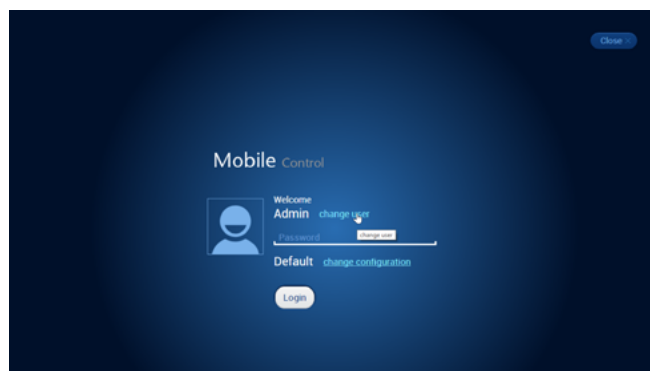 Close ×
Mobile Control
Welcome
Admin change user
Password
change user
Default change configuration
Login